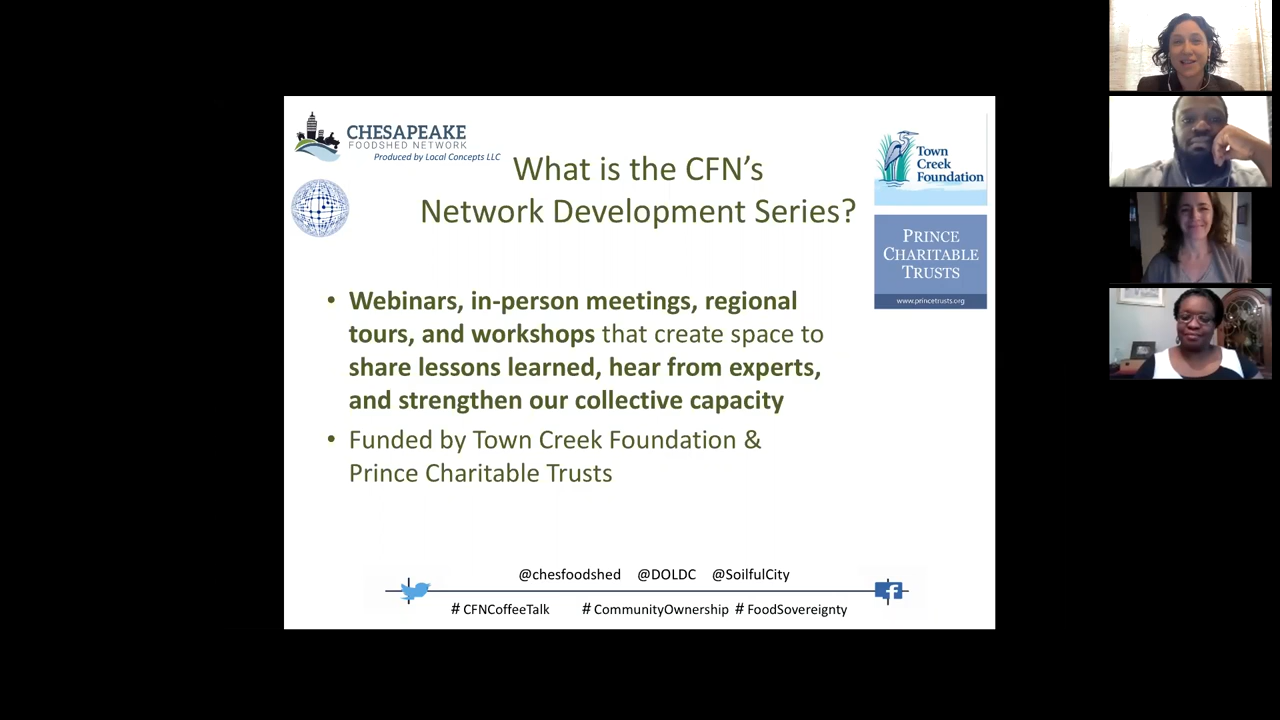 CHESAPEAKE
FOODSHED NETWORK
Produced by Local Concepts LLC
What is the CFN’s
Network Development Series?
Town
Creek
Foundation
PRINCE
CHARITABLE
TRUSTS
www.princetrusts.org
• Webinars, in-person meetings, regional
tours, and workshops that create space to
share lessons learned, hear from experts,
and strengthen our collective capacity
• Funded by Town Creek Foundation &
Prince Charitable Trusts
@chesfoodshed @DOLDC @SoilfulCity
# CFNCoffeeTalk # CommunityOwnership # FoodSovereignty